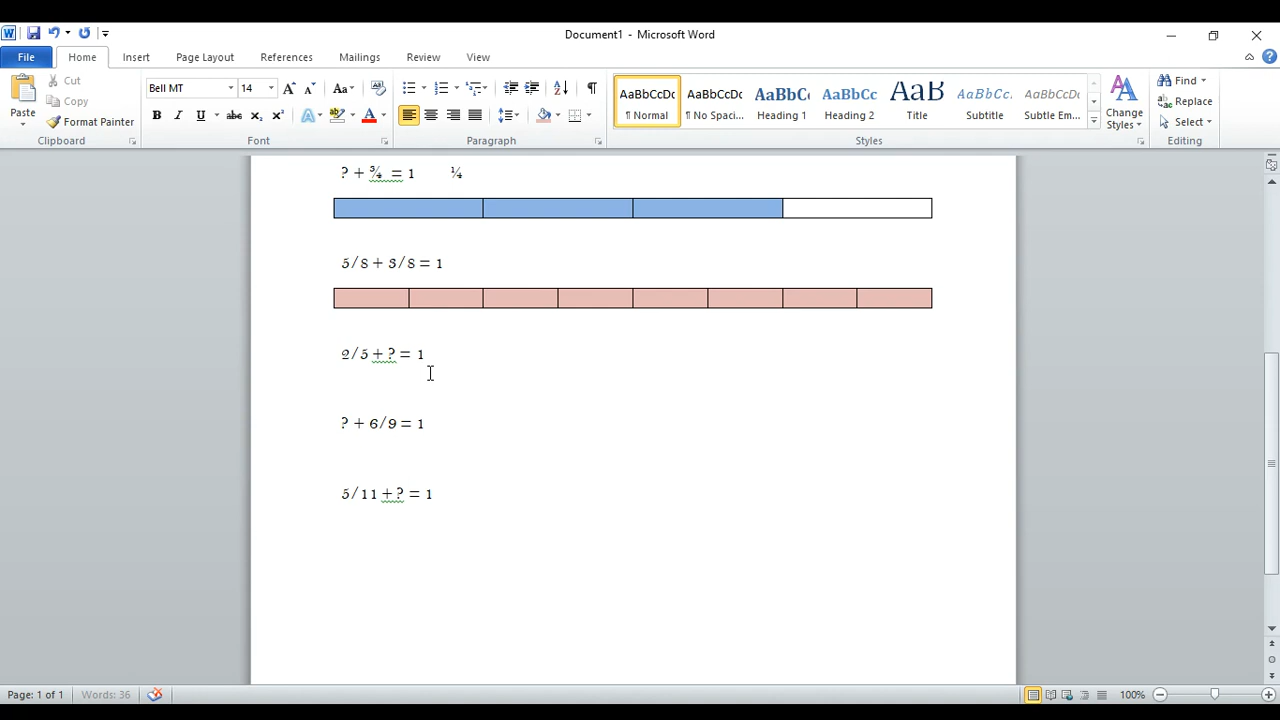 Document1 - Microsoft Word
File Home Insert Page Layout References Mailings Review View
Paste
Cut
Copy
Format Painter
Clipboard
Bell MT 14
Font
Paragraph
AaBbCcDc AaBbCcDc AaBbC AaBbCc AaB AaBbCc. AaBbCcDc
¶ Normal ¶ No Spaci... Heading 1 Heading 2 Title Subtitle Subtle Em...
Change Styles
Styles
Find
Replace
Select
Editing
? + ¾ = 1 ¼
5/8 + 3/8 = 1
2/5 + ? = 1
? + 6/9 = 1
5/11 + ? = 1
Page: 1 of 1 Words: 36 100%